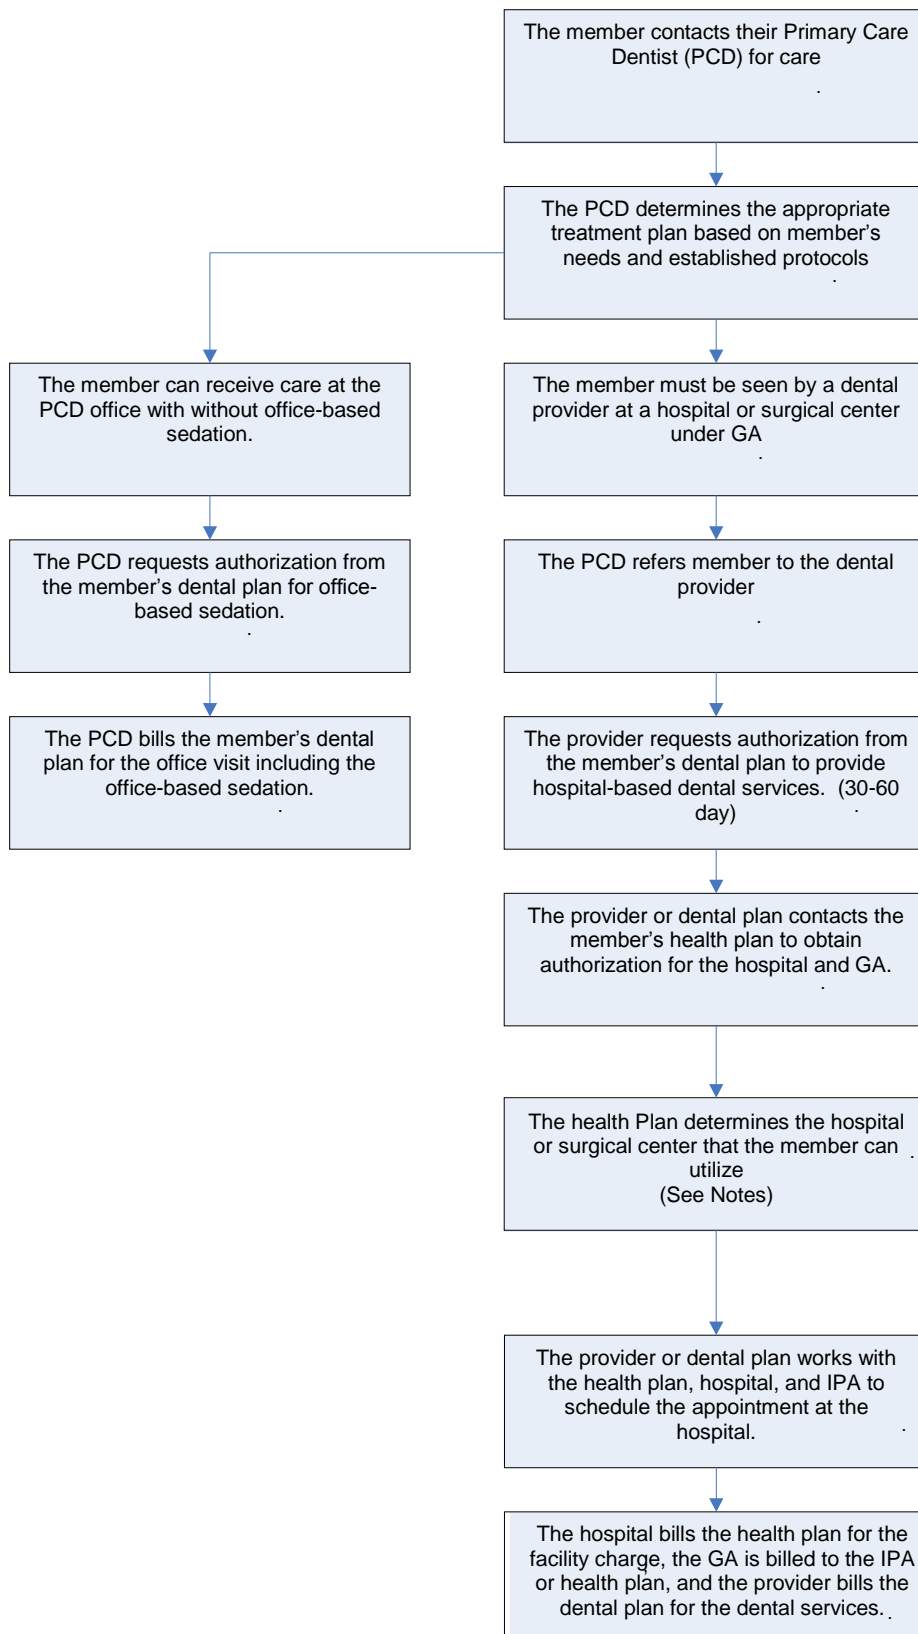 The member contacts their Primary Care
Dentist (PCD) for care
.
The PCD determines the appropriate
treatment plan based on member's
needs and established protocols
.
The member can receive care at the
PCD office with without office-based
sedation.
The PCD requests authorization from
the member's dental plan for office-
based sedation.
.
The PCD bills the member's dental
plan for the office visit including the
office-based sedation.
.
The member must be seen by a dental
provider at a hospital or surgical center
under GA
.
The PCD refers member to the dental
provider
.
The provider requests authorization from
the member's dental plan to provide
hospital-based dental services. (30-60
day)
.
The provider or dental plan contacts the
member's health plan to obtain
authorization for the hospital and GA.
.
The health Plan determines the hospital
or surgical center that the member can
utilize
.
(See Notes)
The provider or dental plan works with
the health plan, hospital, and IPA to
schedule the appointment at the
hospital.
.
The hospital bills the health plan for the
facility charge, the GA is billed to the IPA
or health plan, and the provider bills the
dental plan for the dental services.
.